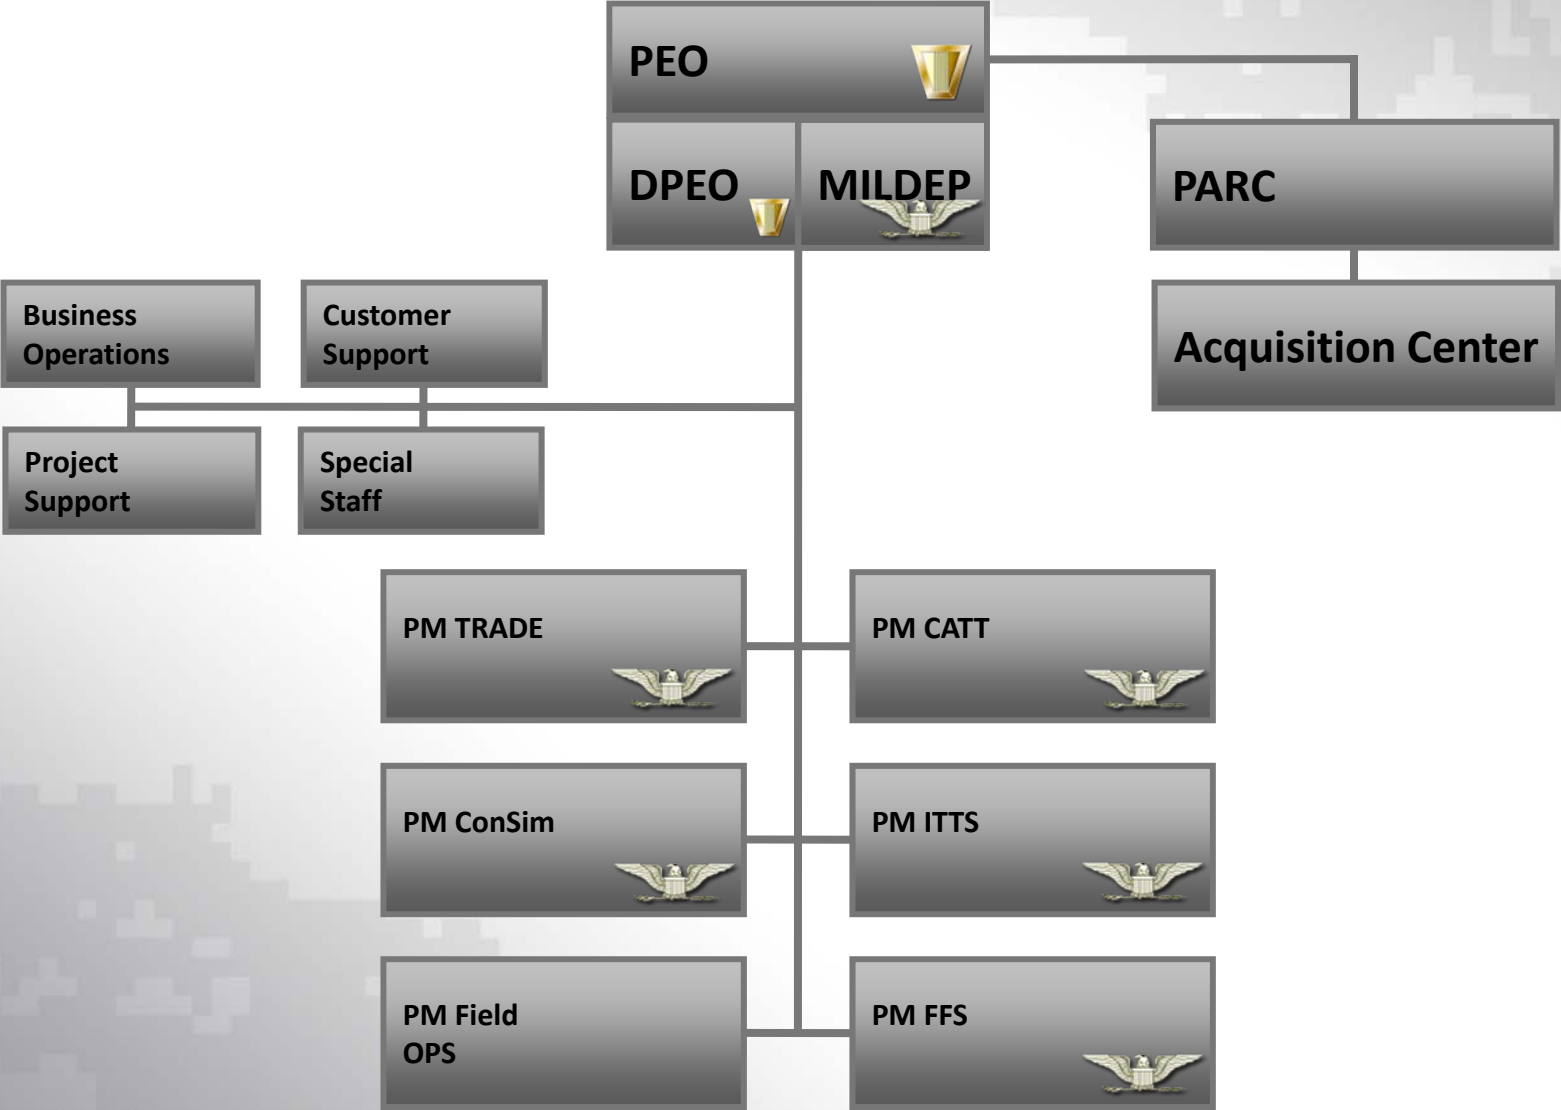 PEO
DPEO
MILDEP
PARC
Business
Operations
Customer
Support
Acquisition Center
Project
Support
Special
Staff
PM TRADE
PM CATT
PM ConSim
PM ITTS
PM Field
OPS
PM FFS